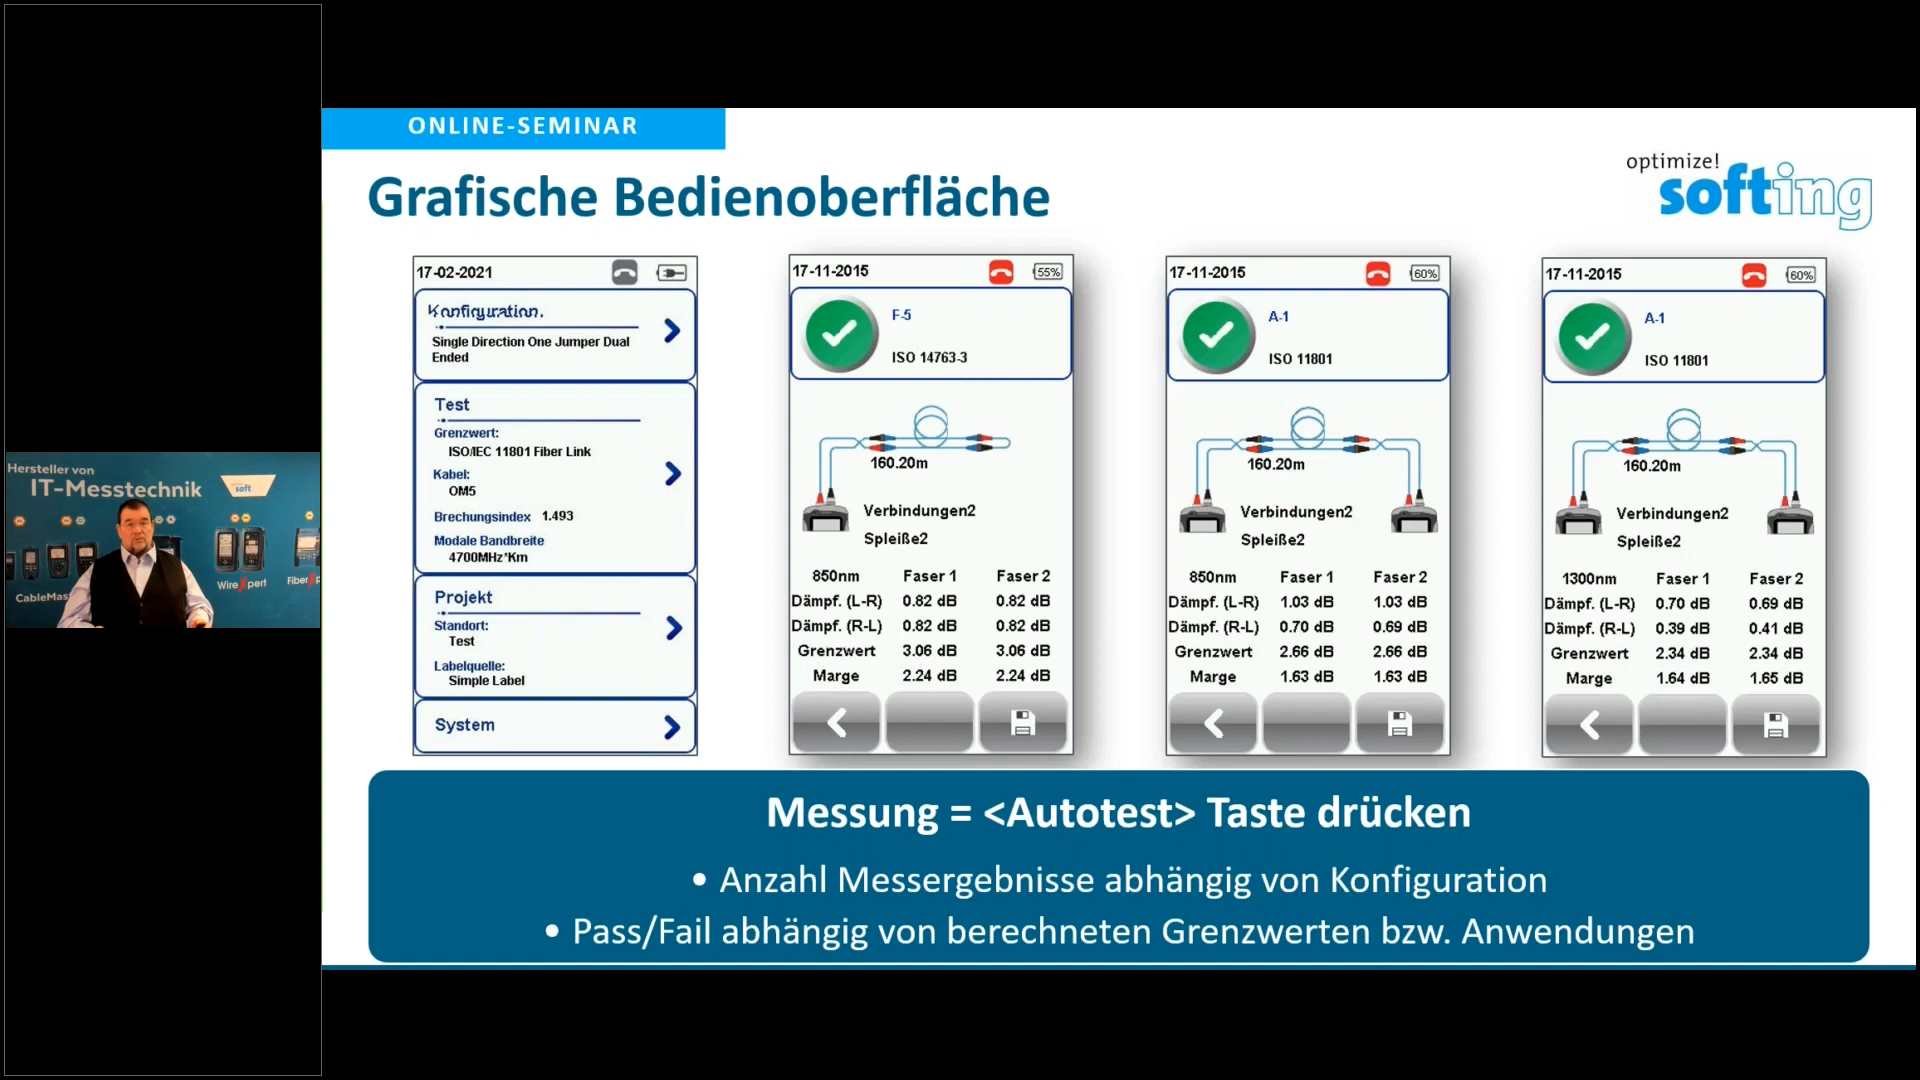 ONLINE-SEMINAR
Grafische Bedienoberfläche
optimize!
softing
17-02-2021
Konfiguration.
Single Direction One Jumper Dual
Ended
Test
Grenzwert:
ISO/IEC 11801 Fiber Link
Kabel:
OM5
Brechungsindex 1.493
Modale Bandbreite
4700MHz*Km
Projekt
Standort:
Test
Labelquelle:
Simple Label
System
17-11-2015 55%
F-5
ISO 14763-3
160.20m
Verbindungen2
Spleiße2
850nm Faser 1 Faser 2
Dämpf. (L-R) 0.82 dB 0.82 dB
Dämpf. (R-L) 0.82 dB 0.82 dB
Grenzwert 3.06 dB 3.06 dB
Marge 2.24 dB 2.24 dB
17-11-2015 60%
A-1
ISO 11801
160.20m
Verbindungen2
Spleiße2
850nm Faser 1 Faser 2
Dämpf. (L-R) 1.03 dB 1.03 dB
Dämpf. (R-L) 0.70 dB 0.69 dB
Grenzwert 2.66 dB 2.66 dB
Marge 1.63 dB 1.63 dB
17-11-2015 60%
A-1
ISO 11801
160.20m
Verbindungen2
Spleiße2
1300nm Faser 1 Faser 2
Dämpf. (L-R) 0.70 dB 0.69 dB
Dämpf. (R-L) 0.39 dB 0.41 dB
Grenzwert 2.34 dB 2.34 dB
Marge 1.64 dB 1.65 dB
Messung = <Autotest> Taste drücken
• Anzahl Messergebnisse abhängig von Konfiguration
• Pass/Fail abhängig von berechneten Grenzwerten bzw. Anwendungen
Hersteller von
IT-Messtechnik
soft
CableMas
WireXpert
FiberXp